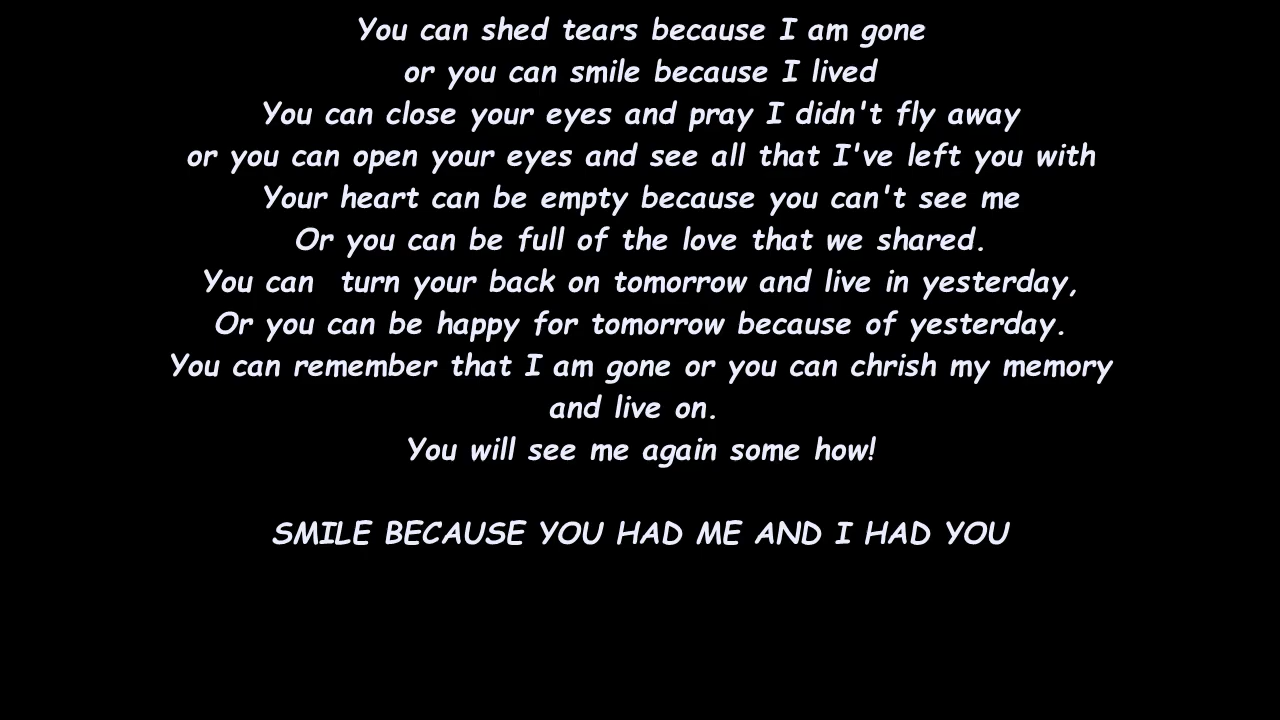 You can shed tears because I am gone
or you can smile because I lived
You can close your eyes and pray I didn't fly away
or you can open your eyes and see all that I've left you with
Your heart can be empty because you can't see me
Or you can be full of the love that we shared.
You can  turn your back on tomorrow and live in yesterday,
Or you can be happy for tomorrow because of yesterday.
You can remember that I am gone or you can chrish my memory
and live on.
You will see me again some how!
SMILE BECAUSE YOU HAD ME AND I HAD YOU